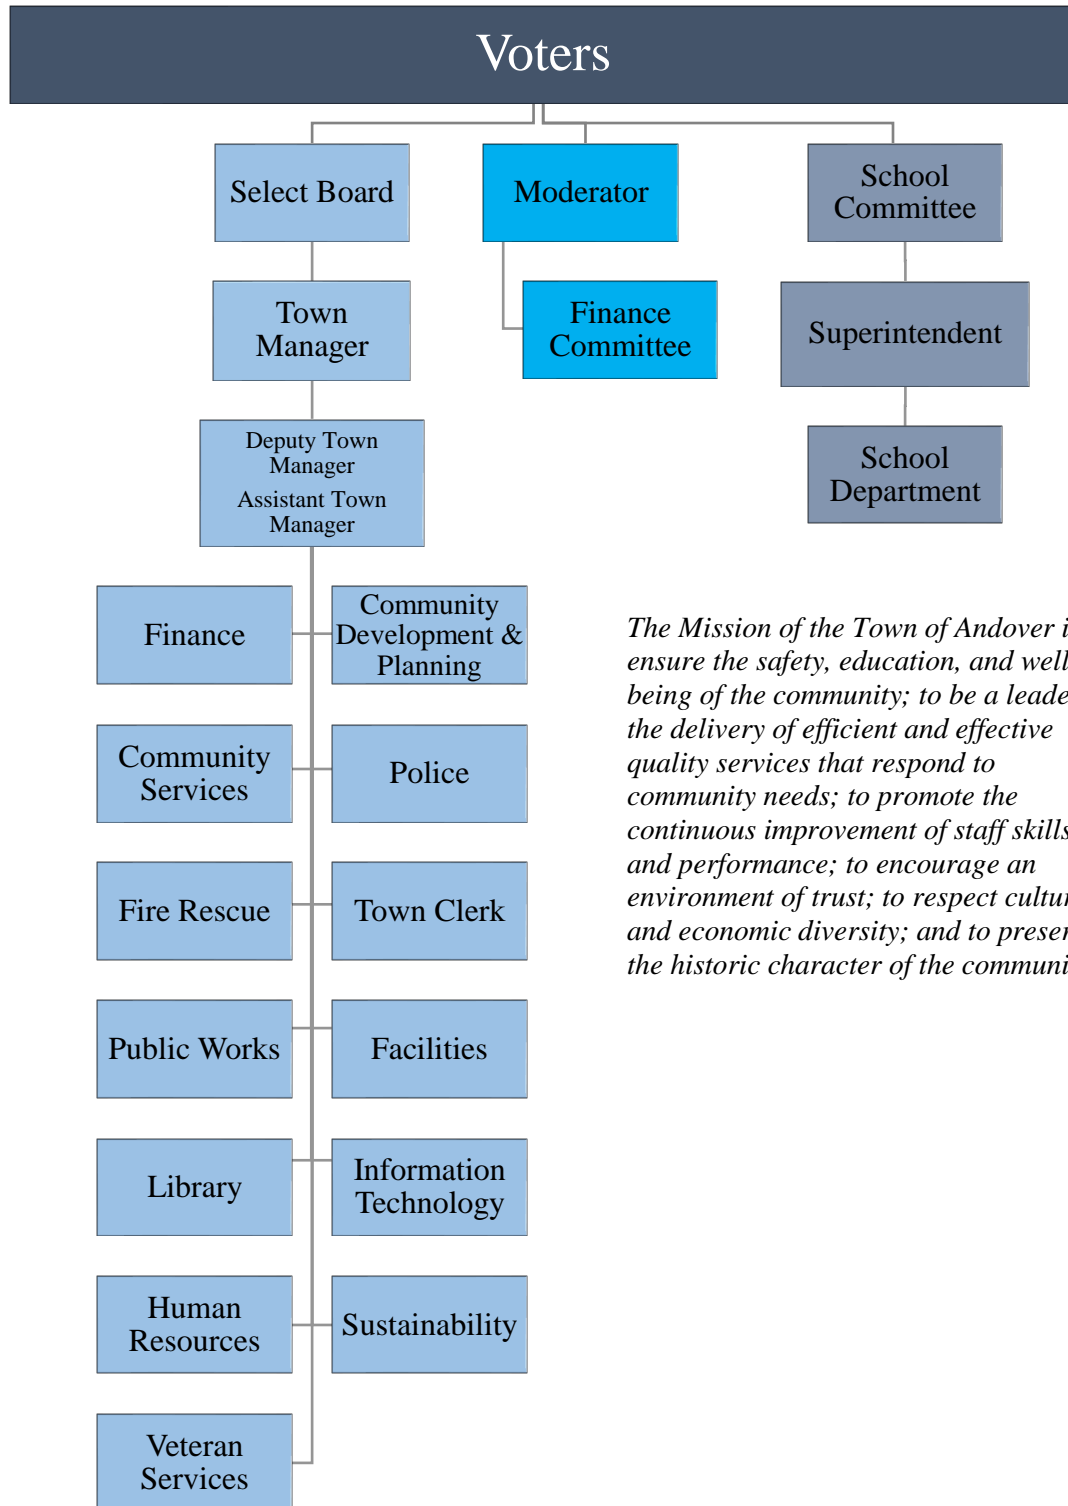 Voters
Select Board
Moderator
School
Committee
Town
Manager
Finance
Committee
Superintendent
Deputy Town
Manager
Assistant Town
Manager
School
Department
Finance
Community
Development &
Planning
Community
Services
Police
Fire Rescue
Town Clerk
Public Works
Facilities
Library
Information
Technology
Human
Resources
Sustainability
Veteran
Services
The Mission of the Town of Andover i
ensure the safety, education, and well
being of the community; to be a leade
the delivery of efficient and effective
quality services that respond to
community needs; to promote the
continuous improvement of staff skills
and performance; to encourage an
environment of trust; to respect cultur
and economic diversity; and to preser
the historic character of the communi